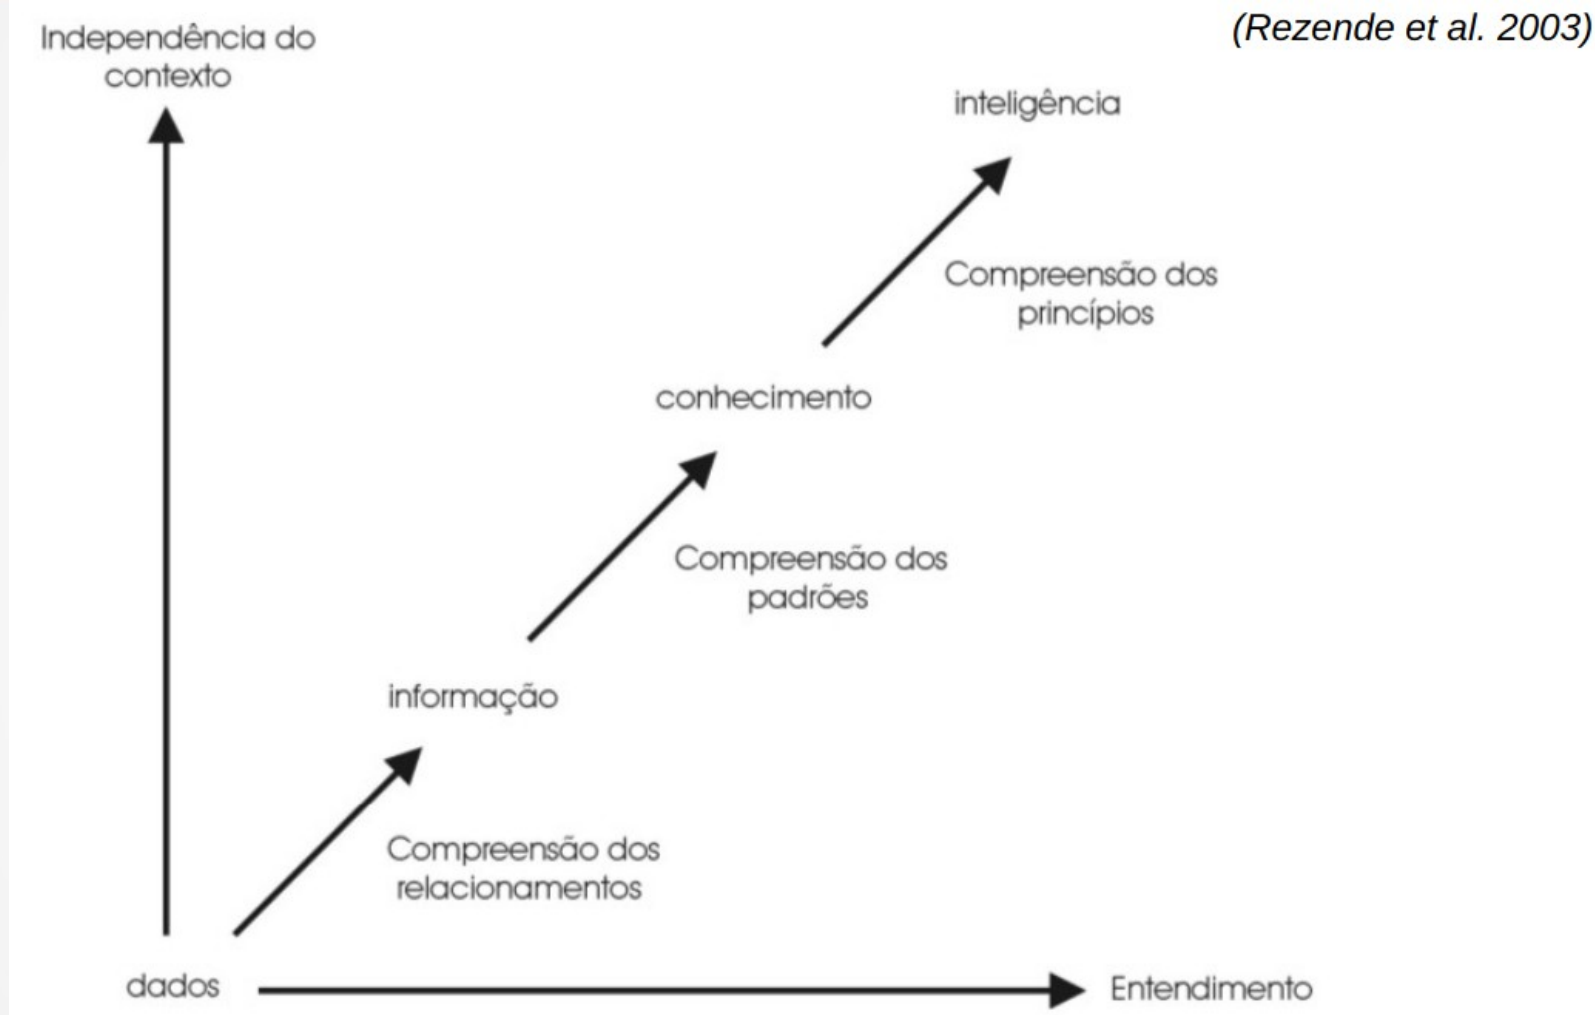 (Rezende et al. 2003)
Independência do
contexto
inteligência
Compreensão dos
princípios
conhecimento
Compreensão dos
padrões
informação
Compreensão dos
relacionamentos
dados
Entendimento